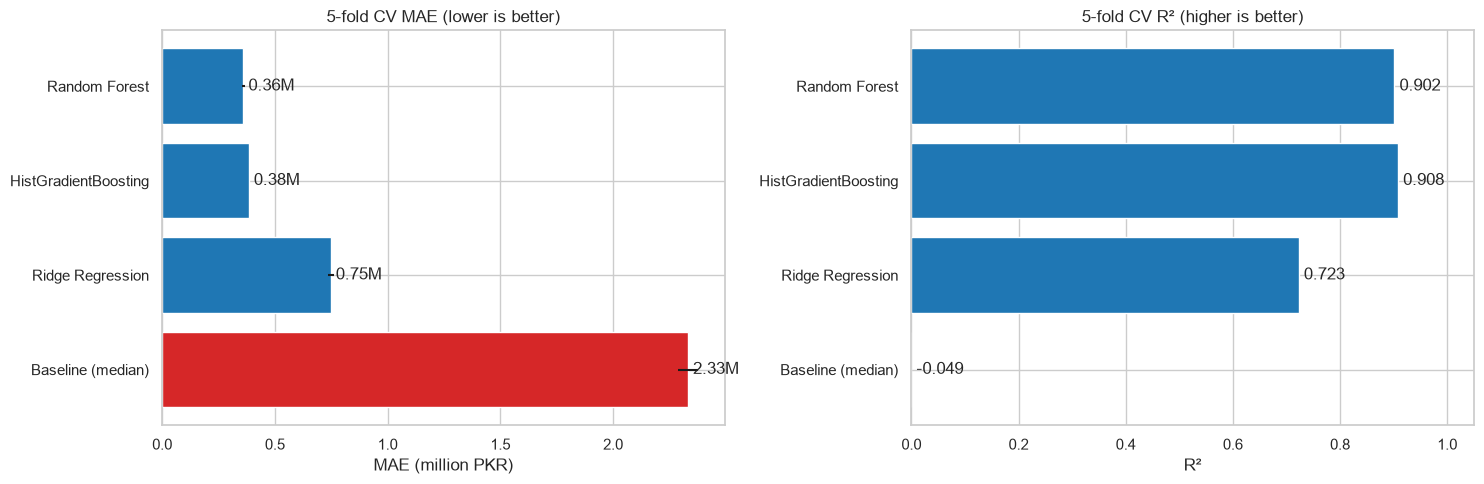 5-fold CV MAE (lower is better)
Random Forest
0.36M
HistGradientBoosting
0.38M
Ridge Regression
0.75M
Baseline (median)
2.33M
0.0 0.5 1.0 1.5 2.0
MAE (million PKR)
5-fold CV R² (higher is better)
Random Forest
0.902
HistGradientBoosting
0.908
Ridge Regression
0.723
Baseline (median)
-0.049
0.0 0.2 0.4 0.6 0.8 1.0
R²